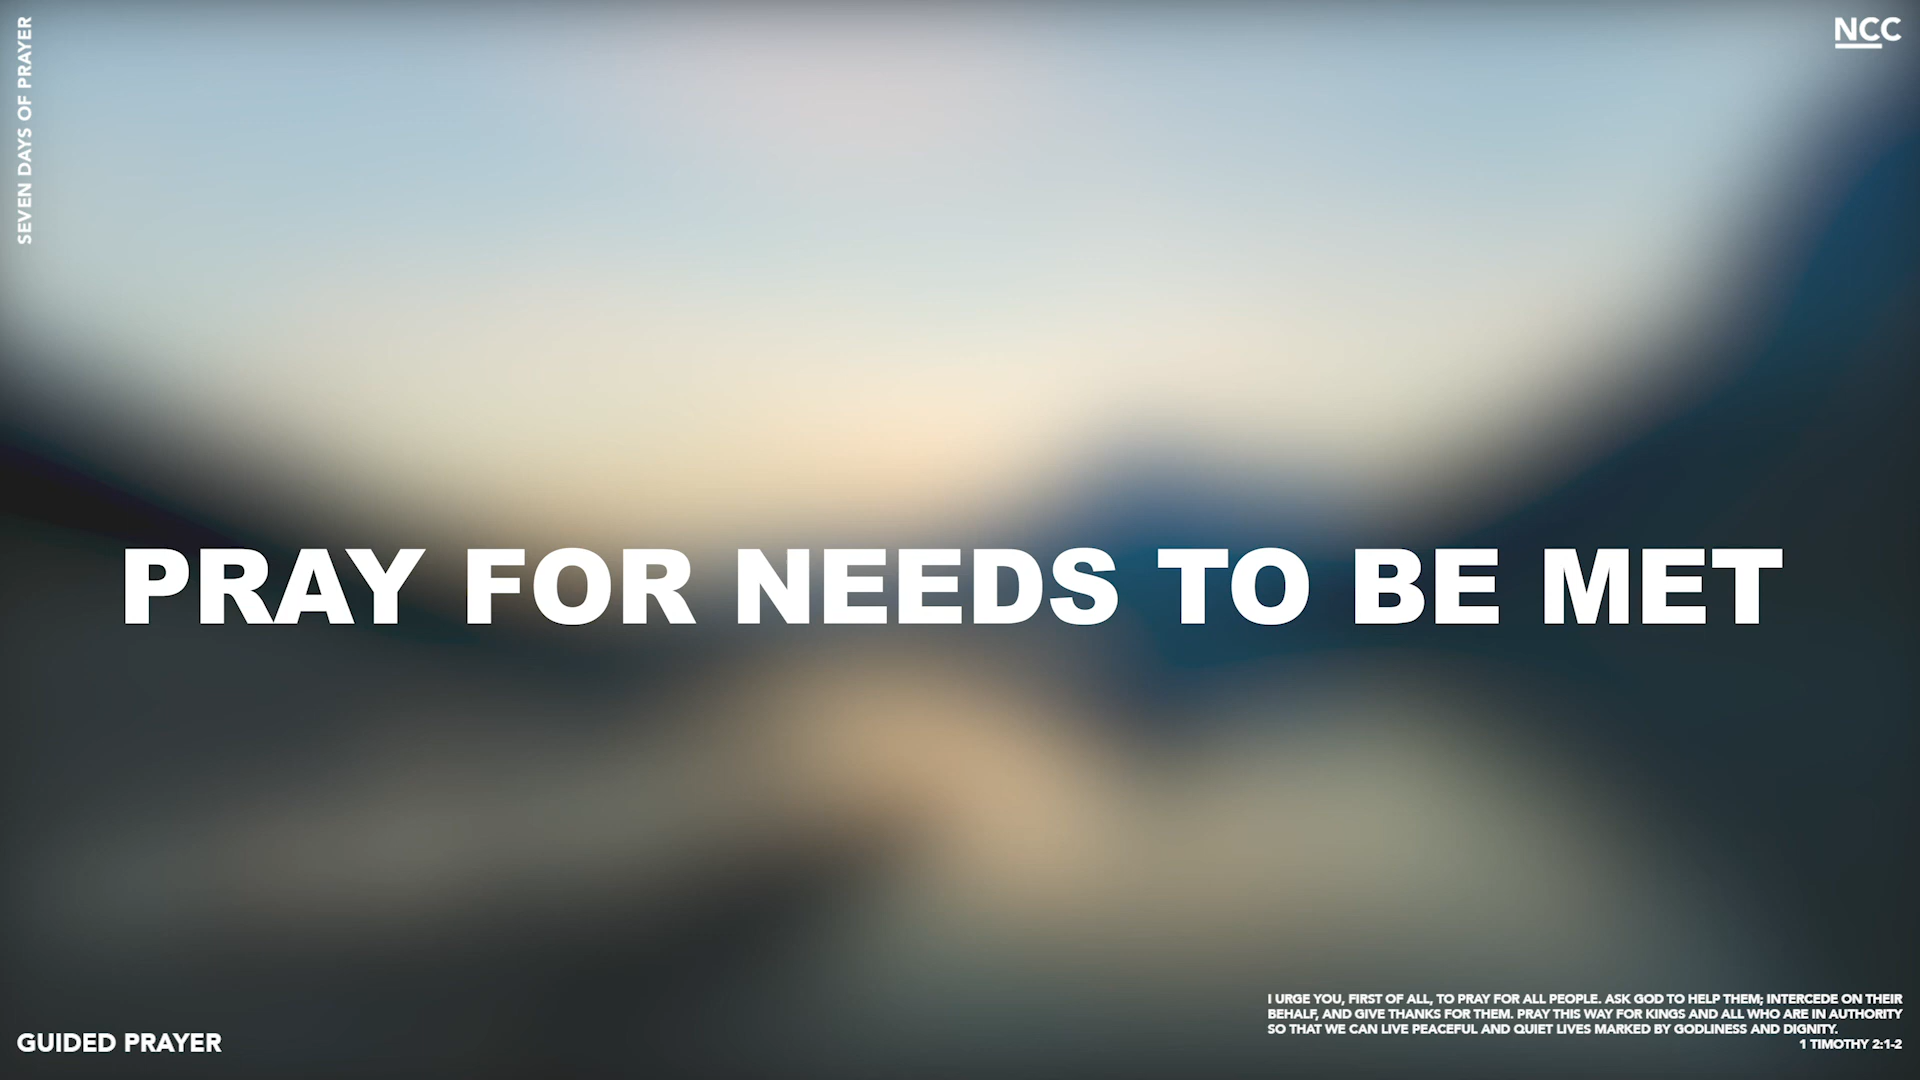 SEVEN DAYS OF PRAYER
NCC
PRAY FOR NEEDS TO BE MET
GUIDED PRAYER
I URGE YOU, FIRST OF ALL, TO PRAY FOR ALL PEOPLE. ASK GOD TO HELP THEM; INTERCEDE ON THEIR
BEHALF, AND GIVE THANKS FOR THEM. PRAY THIS WAY FOR KINGS AND ALL WHO ARE IN AUTHORITY
SO THAT WE CAN LIVE PEACEFUL AND QUIET LIVES MARKED BY GODLINESS AND DIGNITY.
1 TIMOTHY 2:1-2